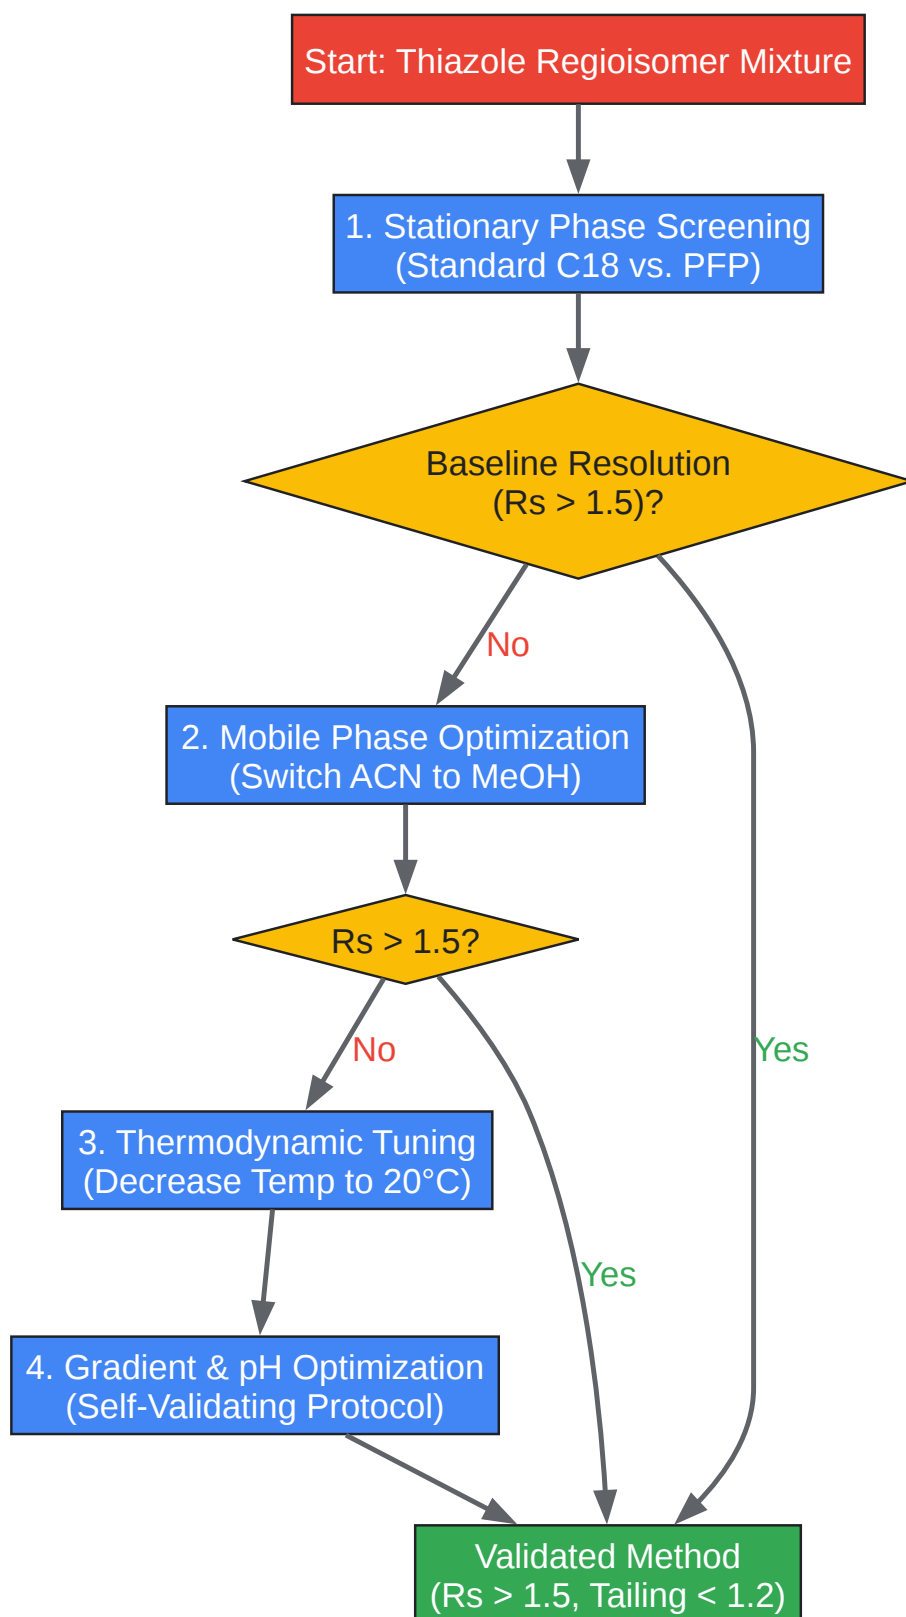 Start: Thiazole Regioisomer Mixture
1. Stationary Phase Screening
(Standard C18 vs. PFP)
Baseline Resolution
(Rs > 1.5)?
No
2. Mobile Phase Optimization
(Switch ACN to MeOH)
Rs > 1.5?
No
Yes
3. Thermodynamic Tuning
(Decrease Temp to 20°C)
Yes
4. Gradient & pH Optimization
(Self-Validating Protocol)
Validated Method
(Rs > 1.5, Tailing < 1.2)